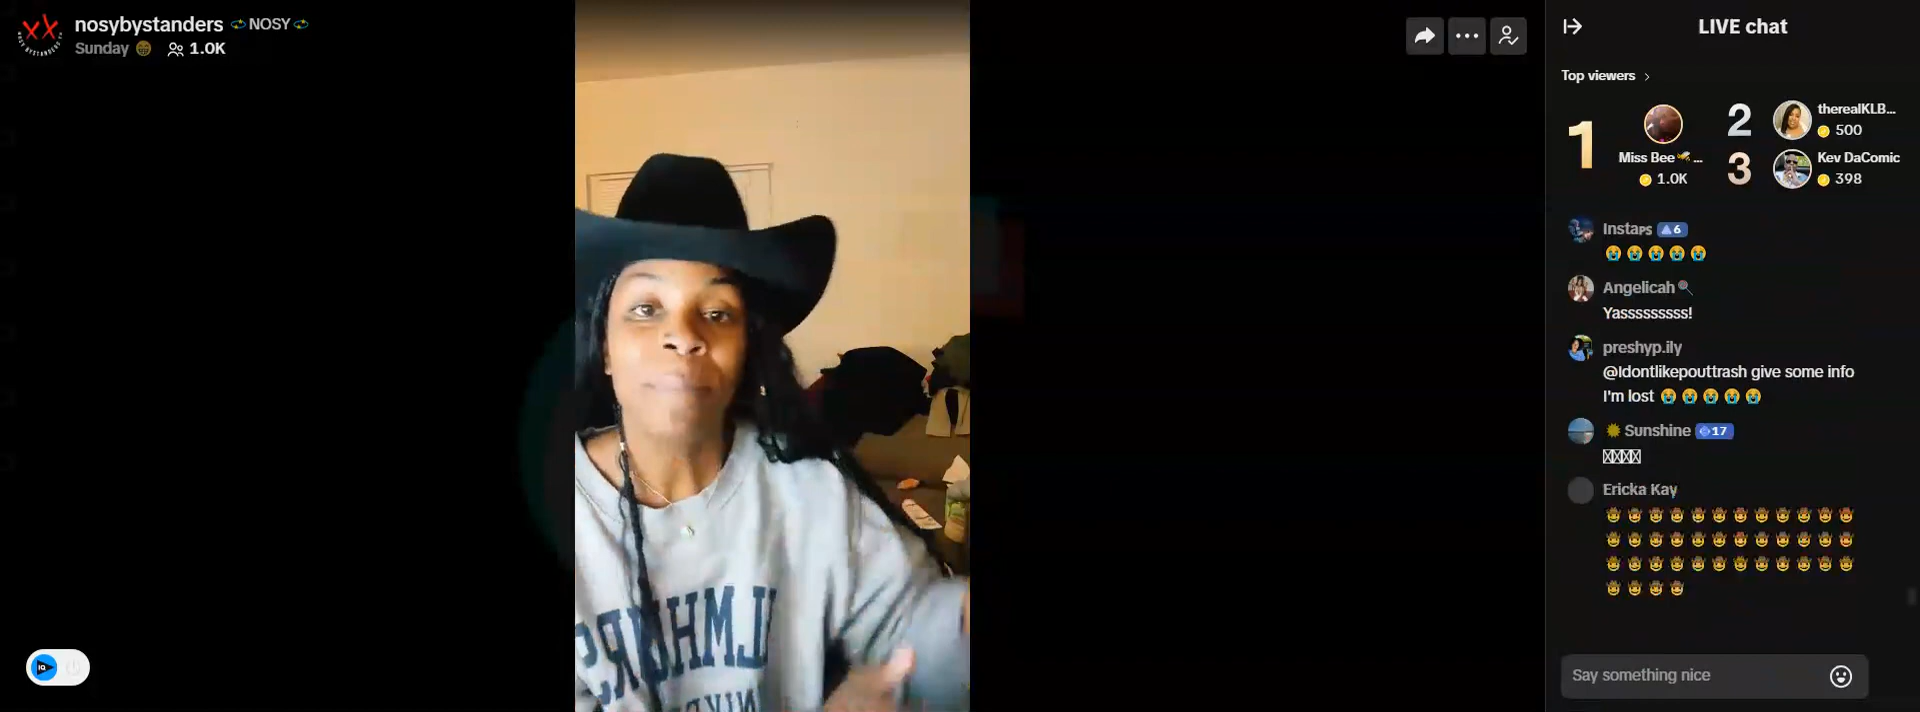 nosybystanders 💫NOSY💫
Sunday 😁 1.0K
LIVE chat
Top viewers >
1
Miss Bee🐝 ...
1.0K
2
therealKLB...
500
3
Kev DaComic
398
Instaᴘs 6
😭😭😭😭😭
Angelicah
Yasssssssss!
preshyp.ily
@Idontlikepouttrash give some info
I'm lost 😭😭😭😭😭
Sunshine 17
Ericka Kay
🤠🤠🤠🤠🤠🤠🤠🤠🤠🤠🤠🤠
🤠🤠🤠🤠🤠🤠🤠🤠🤠🤠🤠🤠
🤠🤠🤠🤠🤠🤠🤠🤠🤠🤠🤠🤠
🤠🤠🤠🤠
Say something nice